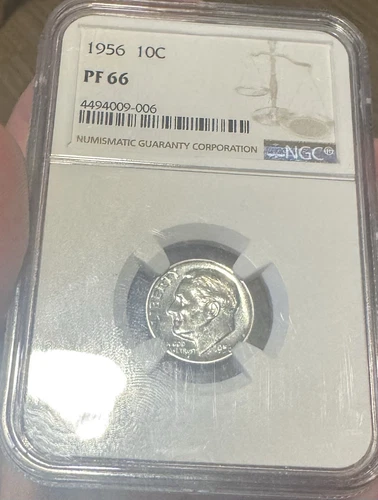 1956 10C
PF 66
4494009-006
NUMISMATIC GUARANTY CORPORATION
NGC
LIBERTY